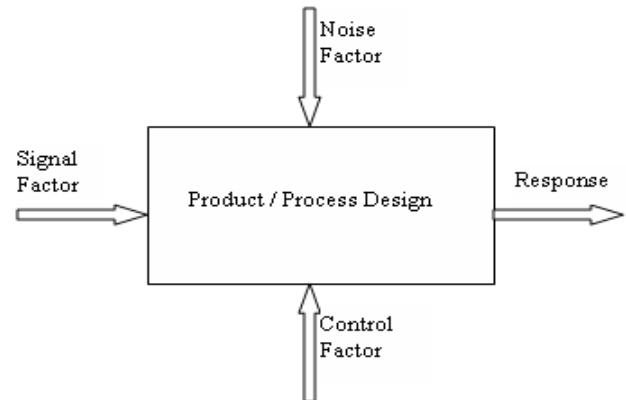 Noise
Factor
Signal
Factor
Product / Process Design
Response
Control
Factor